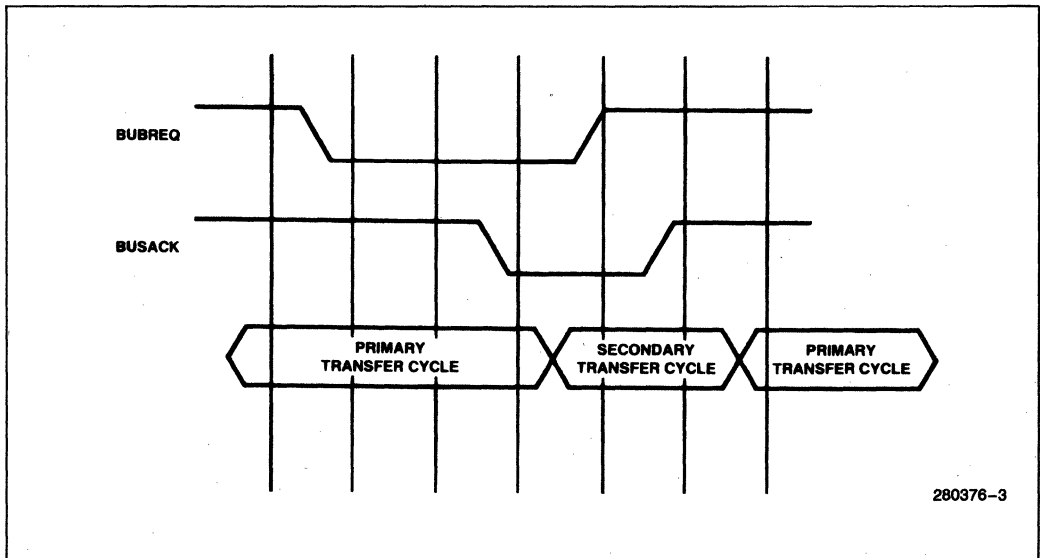 BUBREQ
BUSACK
PRIMARY
TRANSFER CYCLE
SECONDARY
TRANSFER CYCLE
PRIMARY
TRANSFER CYCLE
280376-3